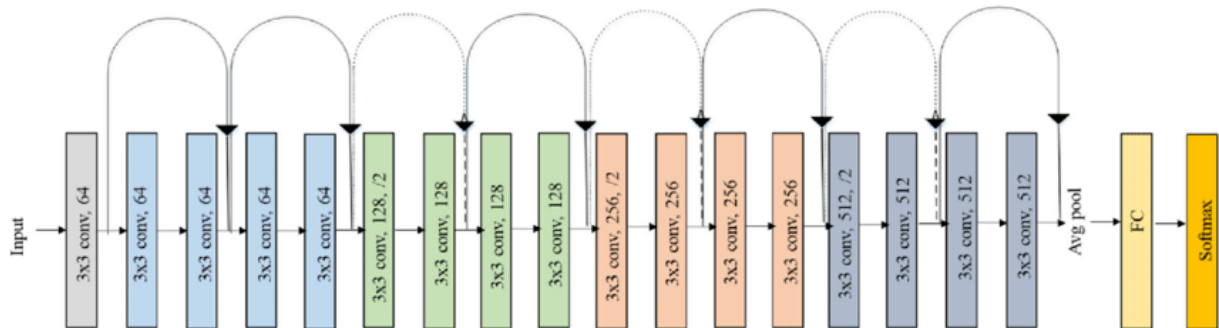 Input
3x3 conv, 64
3x3 conv, 64
3x3 conv, 64
3x3 conv, 64
3x3 conv, 64
3x3 conv, 128, /2
3x3 conv, 128
3x3 conv, 128
3x3 conv, 128
3x3 conv, 256, /2
3x3 conv, 256
3x3 conv, 256
3x3 conv, 256
3x3 conv, 512, /2
3x3 conv, 512
3x3 conv, 512
3x3 conv, 512
Avg pool
FC
Softmax